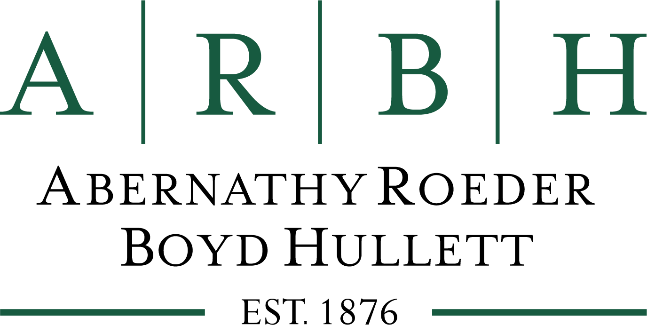 A | R | B | H
ABERNATHY ROEDER
BOYD HULLETT
EST. 1876